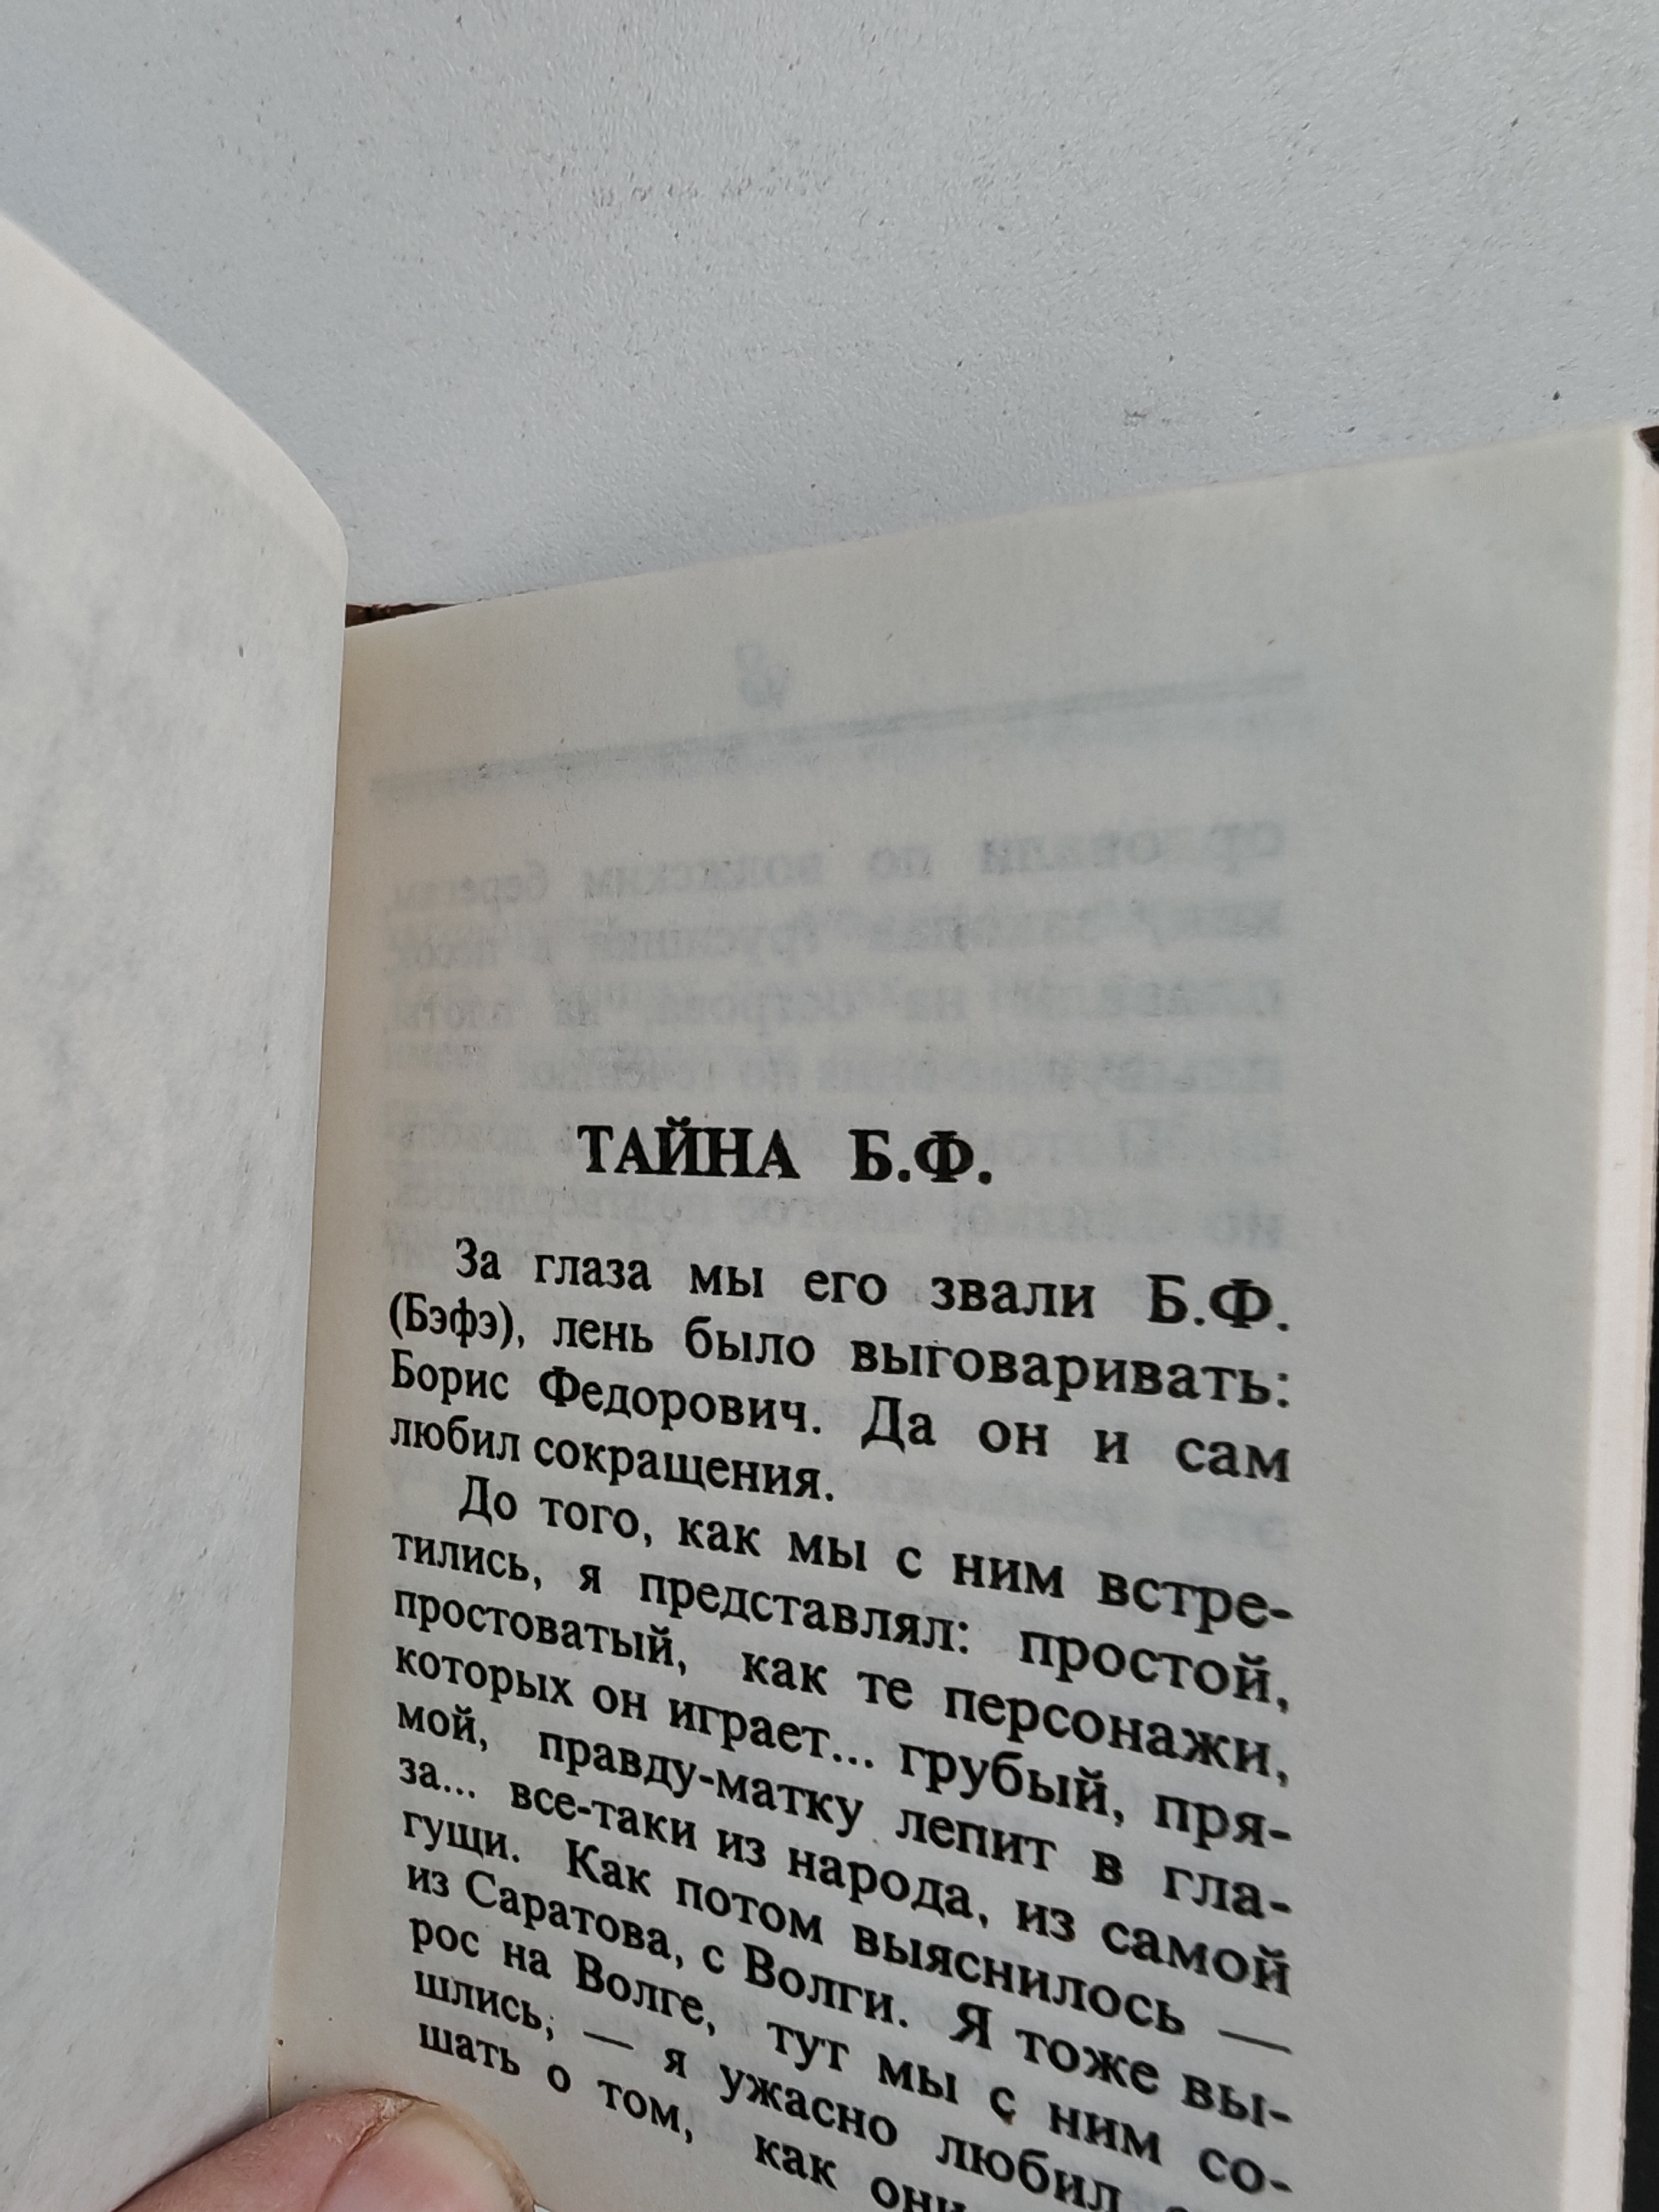 ТАЙНА Б.Ф.
За глаза мы его звали Б.Ф.
(Бэфэ), лень было выговаривать:
Борис Федорович. Да он и сам
любил сокращения.
До того, как мы с ним встре-
тились, я представлял: простой,
простоватый, как те персонажи,
которых он играет... грубый, пря-
мой, правду-матку лепит в гла-
за... все-таки из народа, из самой
гущи. Как потом выяснилось —
из Саратова, с Волги. Я тоже вы-
рос на Волге, тут мы с ним со-
шлись, — я ужасно любил
шать о том, как они